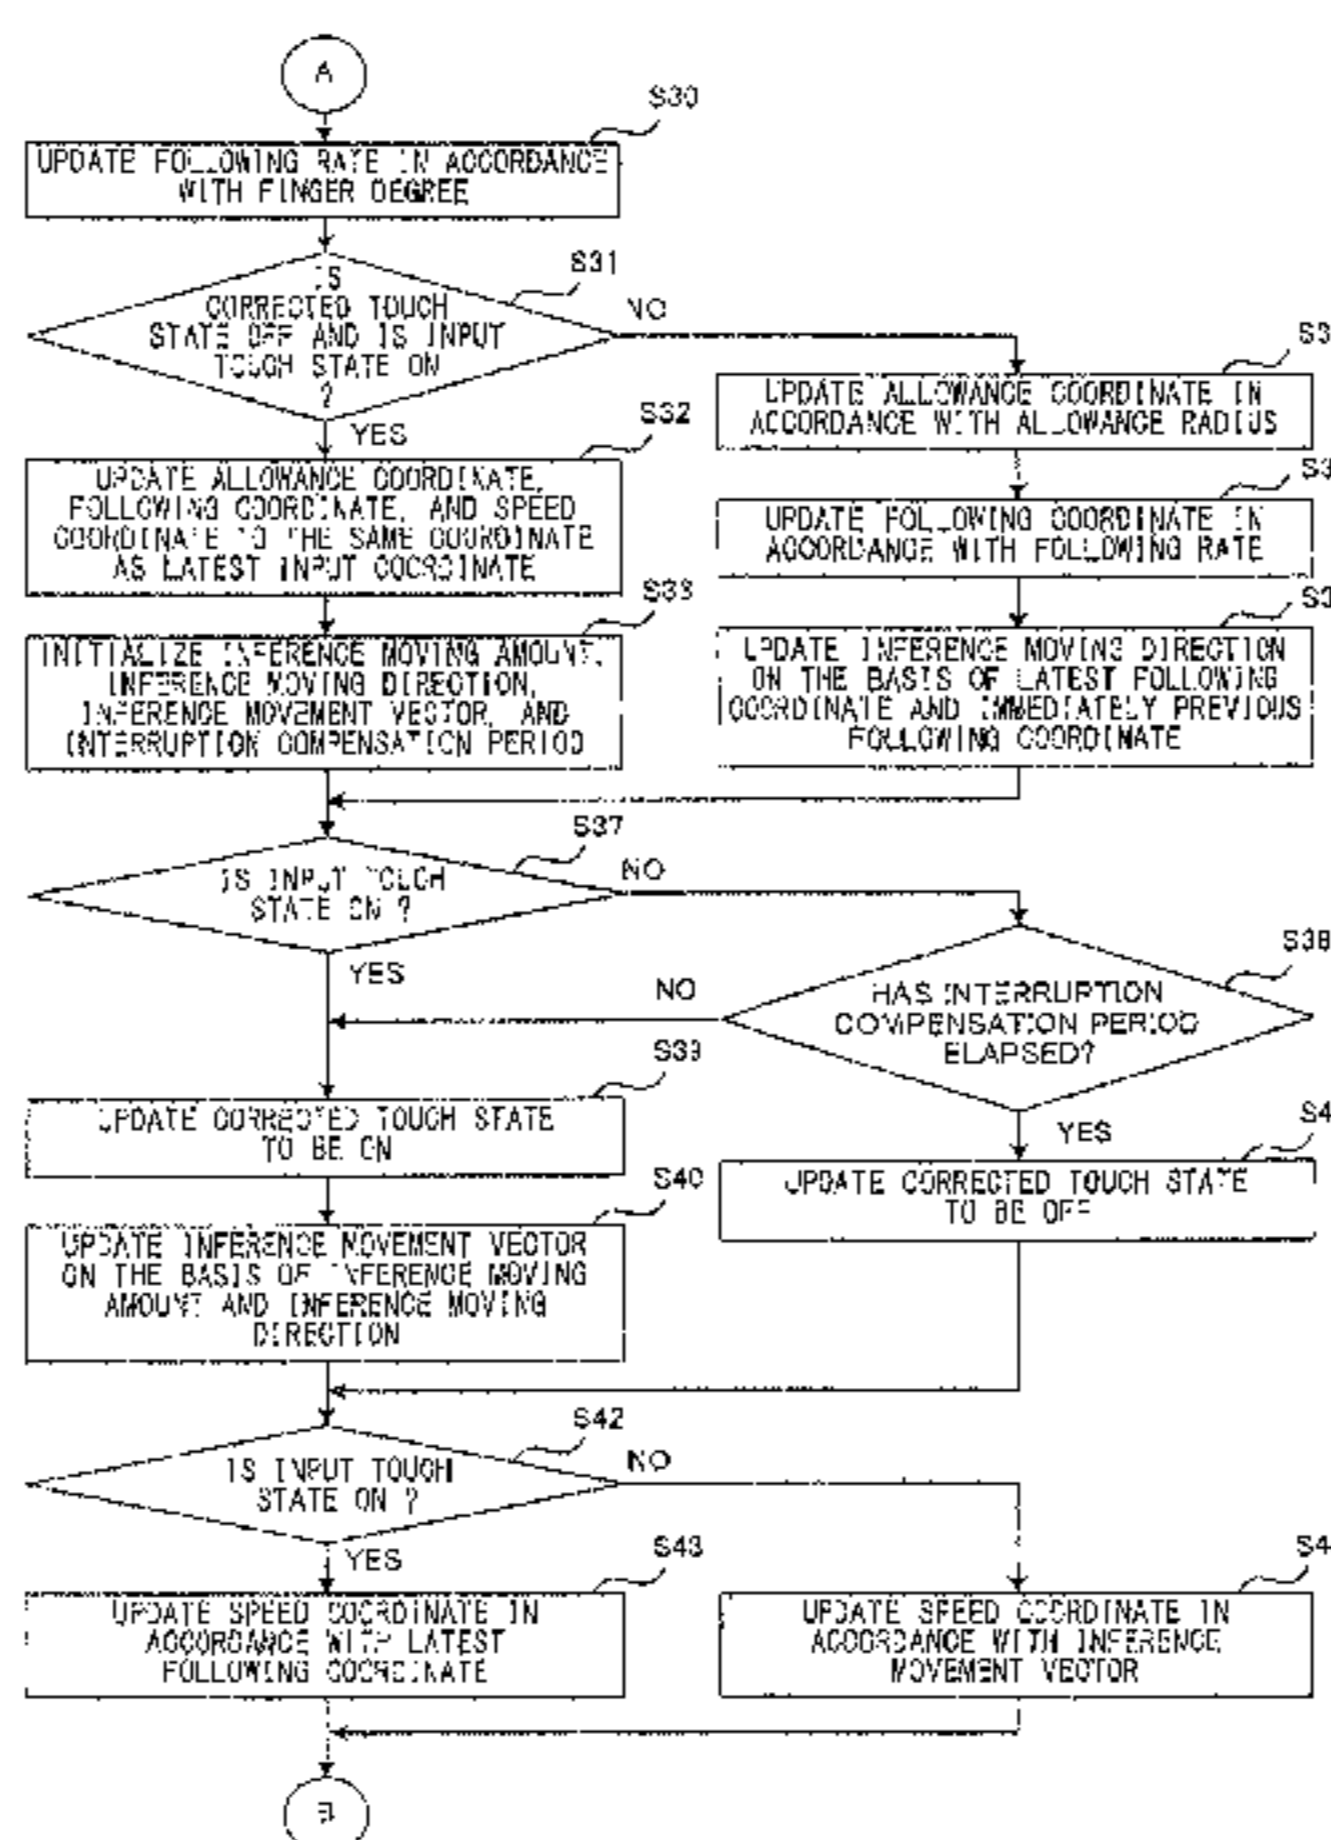 A
S30
UPDATE FOLLOWING RATE IN ACCORDANCE
WITH FINGER DEGREE
S31
IS
CORRECTED TOUCH
STATE OFF AND IS INPUT
TOUCH STATE ON
?
NO
YES
S32
UPDATE ALLOWANCE COORDINATE,
FOLLOWING COORDINATE, AND SPEED
COORDINATE TO THE SAME COORDINATE
AS LATEST INPUT COORDINATE
S33
INITIALIZE INFERENCE MOVING AMOUNT,
INFERENCE MOVING DIRECTION,
INFERENCE MOVEMENT VECTOR, AND
INTERRUPTION COMPENSATION PERIOD
S3
UPDATE ALLOWANCE COORDINATE IN
ACCORDANCE WITH ALLOWANCE RADIUS
S3
UPDATE FOLLOWING COORDINATE IN
ACCORDANCE WITH FOLLOWING RATE
S3
UPDATE INFERENCE MOVING DIRECTION
ON THE BASIS OF LATEST FOLLOWING
COORDINATE AND IMMEDIATELY PREVIOUS
FOLLOWING COORDINATE
S37
IS INPUT TOUCH
STATE ON ?
NO
YES
S38
HAS INTERRUPTION
COMPENSATION PERIOD
ELAPSED?
NO
YES
S39
UPDATE CORRECTED TOUCH STATE
TO BE ON
S40
UPDATE INFERENCE MOVEMENT VECTOR
ON THE BASIS OF INFERENCE MOVING
AMOUNT AND INFERENCE MOVING
DIRECTION
S4
UPDATE CORRECTED TOUCH STATE
TO BE OFF
S42
IS INPUT TOUCH
STATE ON ?
NO
YES
S43
UPDATE SPEED COORDINATE IN
ACCORDANCE WITH LATEST
FOLLOWING COORDINATE
S4
UPDATE SPEED COORDINATE IN
ACCORDANCE WITH INFERENCE
MOVEMENT VECTOR